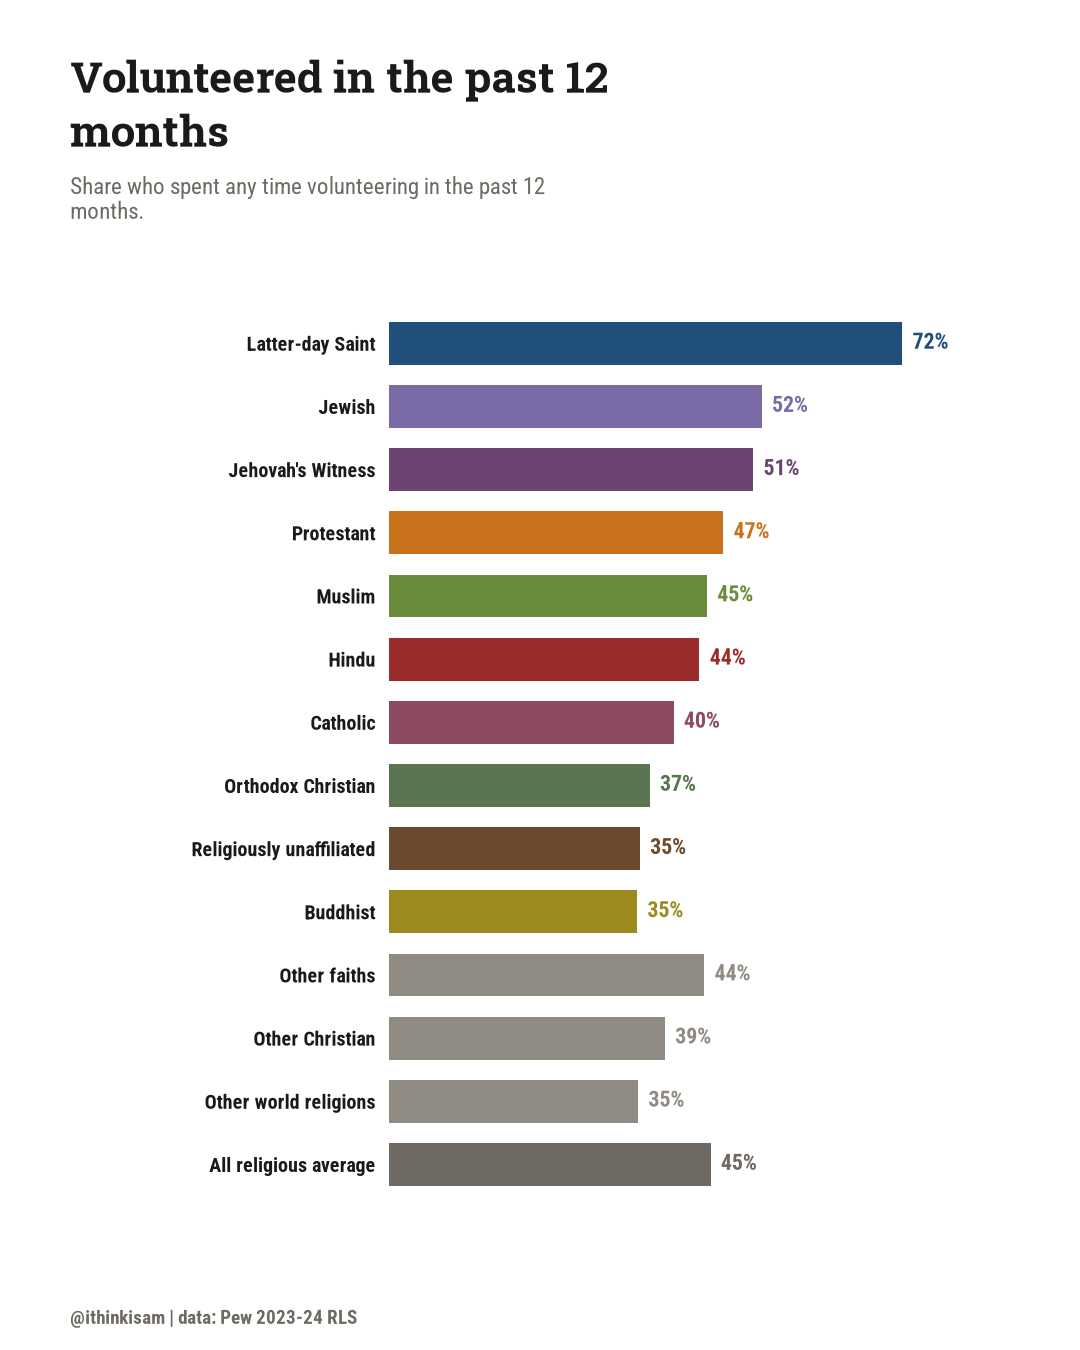 Volunteered in the past 12
months
Share who spent any time volunteering in the past 12
months.
Latter-day Saint 72%
Jewish 52%
Jehovah's Witness 51%
Protestant 47%
Muslim 45%
Hindu 44%
Catholic 40%
Orthodox Christian 37%
Religiously unaffiliated 35%
Buddhist 35%
Other faiths 44%
Other Christian 39%
Other world religions 35%
All religious average 45%
@ithinkisam | data: Pew 2023-24 RLS